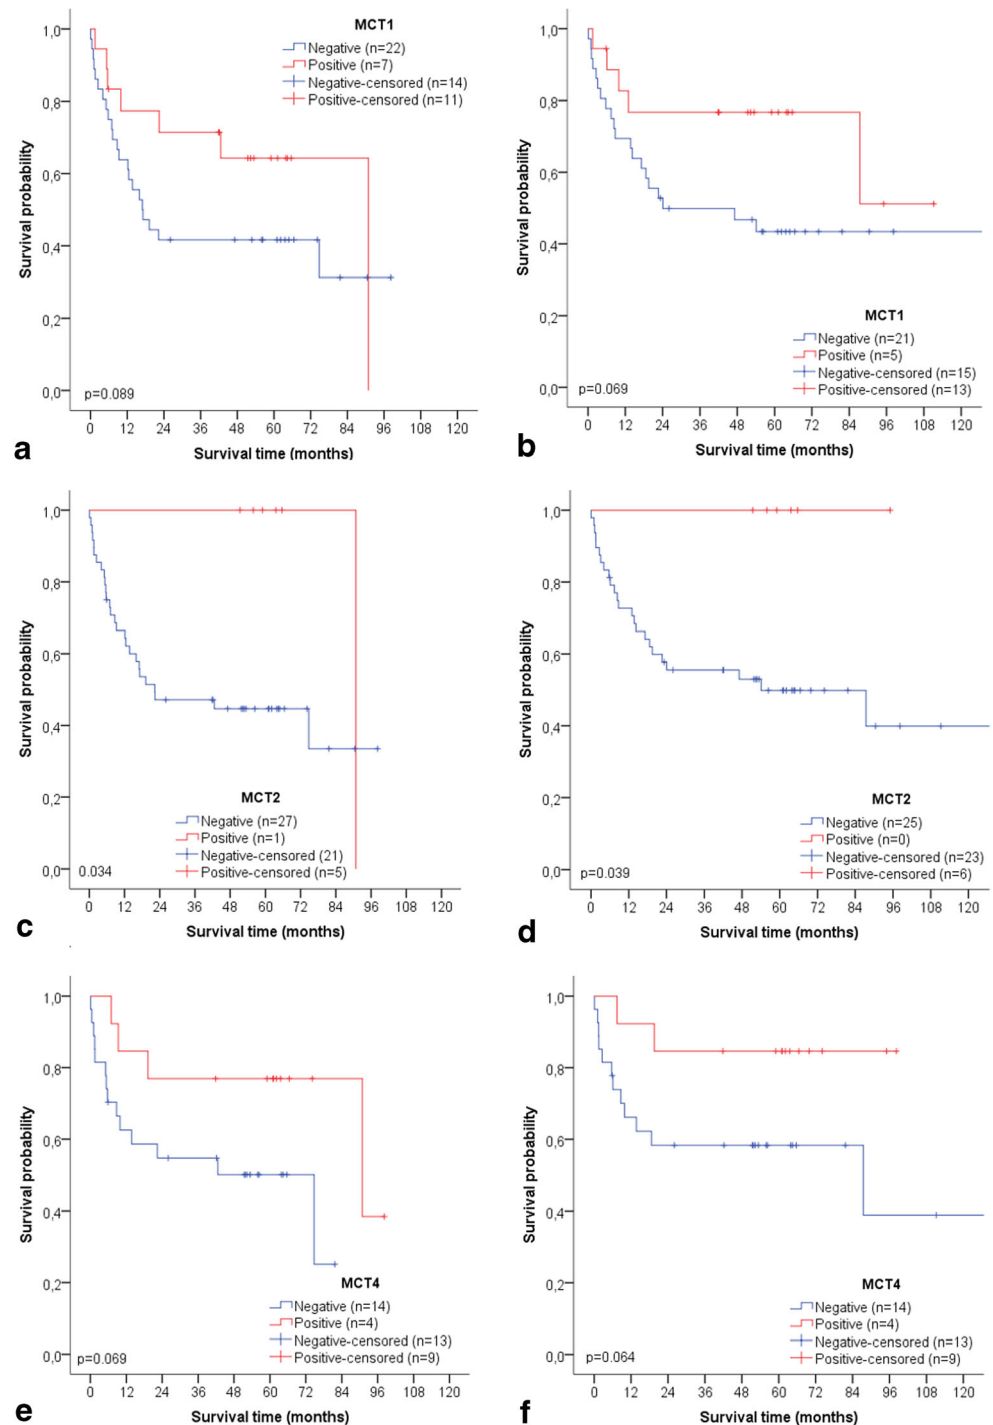 MCT1
Negative (n=22)
Positive (n=7)
Negative-censored (n=14)
Positive-censored (n=11)
Survival probability
1,0
0,8
0,6
0,4
0,2
0,0
p=0.089
0 12 24 36 48 60 72 84 96 108 120
Survival time (months)
a
Survival probability
1,0
0,8
0,6
0,4
0,2
0,0
MCT1
Negative (n=21)
Positive (n=5)
Negative-censored (n=15)
Positive-censored (n=13)
p=0.069
0 12 24 36 48 60 72 84 96 108 120
Survival time (months)
b
Survival probability
1,0
0,8
0,6
0,4
0,2
0,0
MCT2
Negative (n=27)
Positive (n=1)
Negative-censored (21)
Positive-censored (n=5)
0.034
0 12 24 36 48 60 72 84 96 108 120
Survival time (months)
c
Survival probability
1,0
0,8
0,6
0,4
0,2
0,0
MCT2
Negative (n=25)
Positive (n=0)
Negative-censored (n=23)
Positive-censored (n=6)
p=0.039
0 12 24 36 48 60 72 84 96 108 120
Survival time (months)
d
Survival probability
1,0
0,8
0,6
0,4
0,2
0,0
MCT4
Negative (n=14)
Positive (n=4)
Negative-censored (n=13)
Positive-censored (n=9)
p=0.069
0 12 24 36 48 60 72 84 96 108 120
Survival time (months)
e
Survival probability
1,0
0,8
0,6
0,4
0,2
0,0
MCT4
Negative (n=14)
Positive (n=4)
Negative-censored (n=13)
Positive-censored (n=9)
p=0.064
0 12 24 36 48 60 72 84 96 108 120
Survival time (months)
f